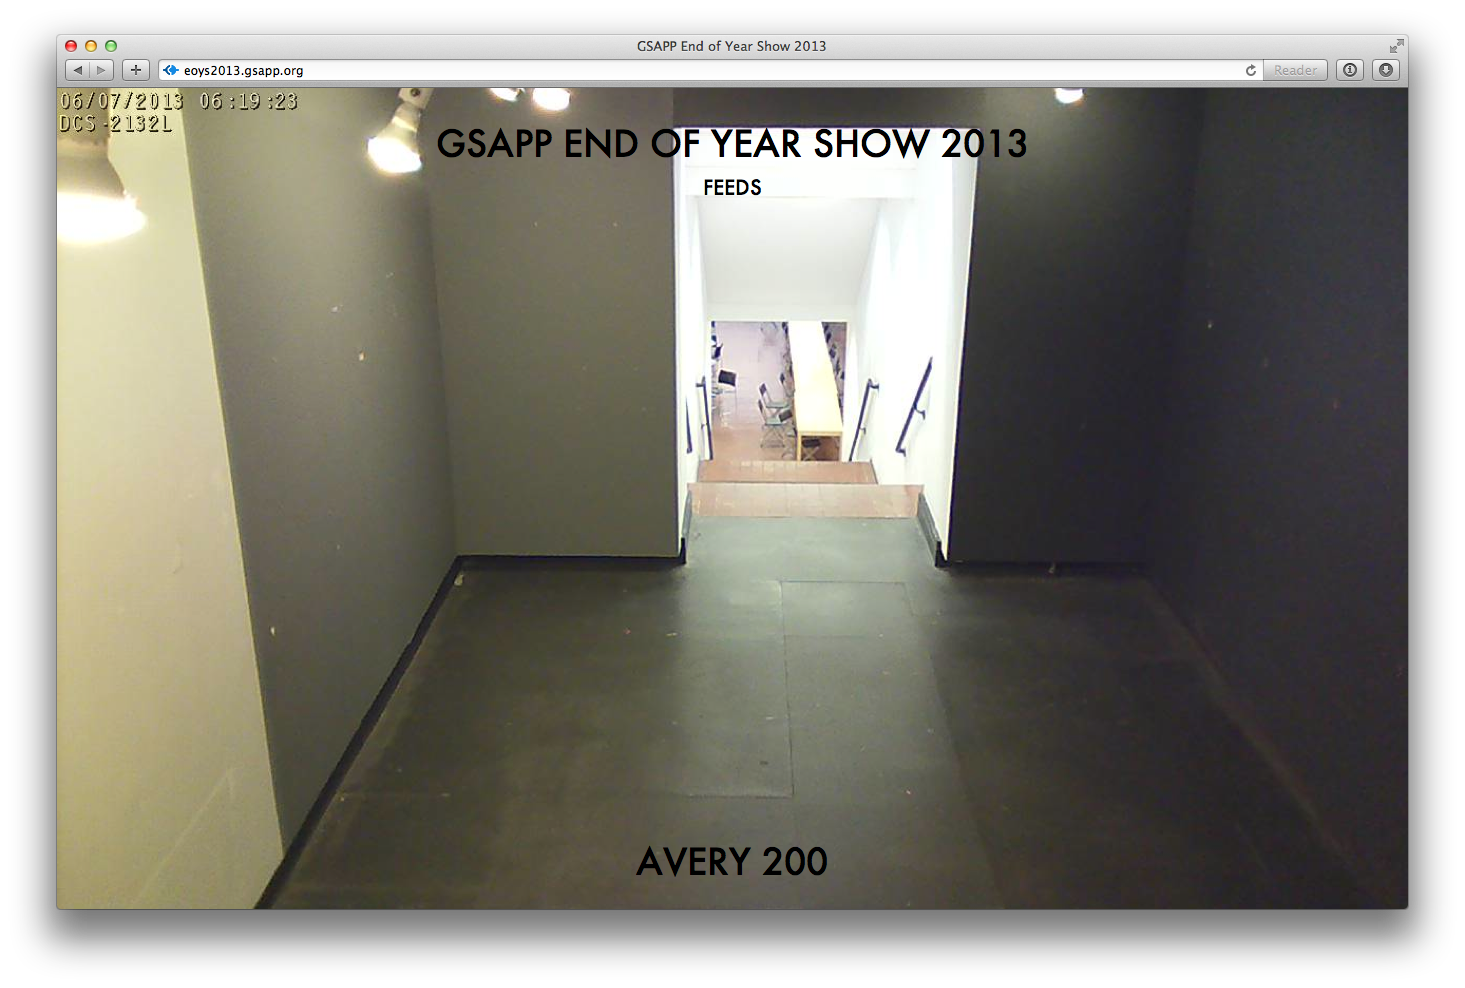 GSAPP End of Year Show 2013
eoys2013.gsapp.org
Reader
06/07/2013 06:19:23
DCS-2132L
GSAPP END OF YEAR SHOW 2013
FEEDS
AVERY 200